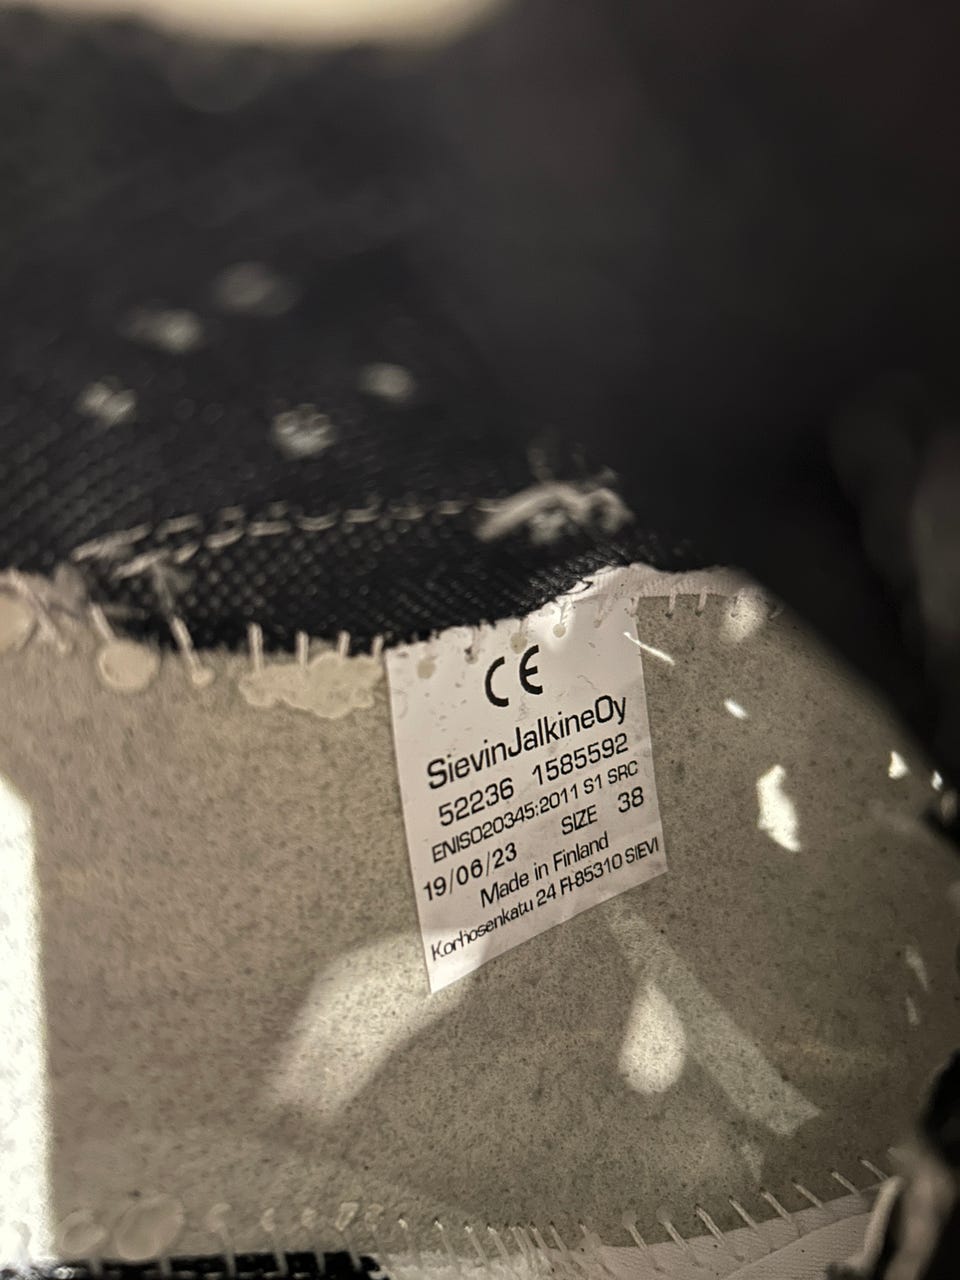 CE
SievinJalkineOy
52236 1585592
ENISO20345:2011 S1 SRC
19/06/23 SIZE 38
Made in Finland
Korhosenkatu 24 FI-85310 SIEVI